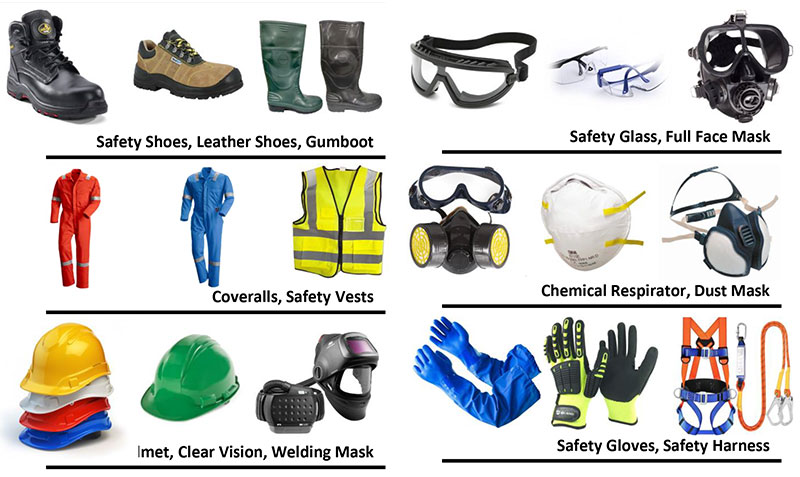 Safety Shoes, Leather Shoes, Gumboot
Safety Glass, Full Face Mask
Coveralls, Safety Vests
Chemical Respirator, Dust Mask
lmet, Clear Vision, Welding Mask
Safety Gloves, Safety Harness